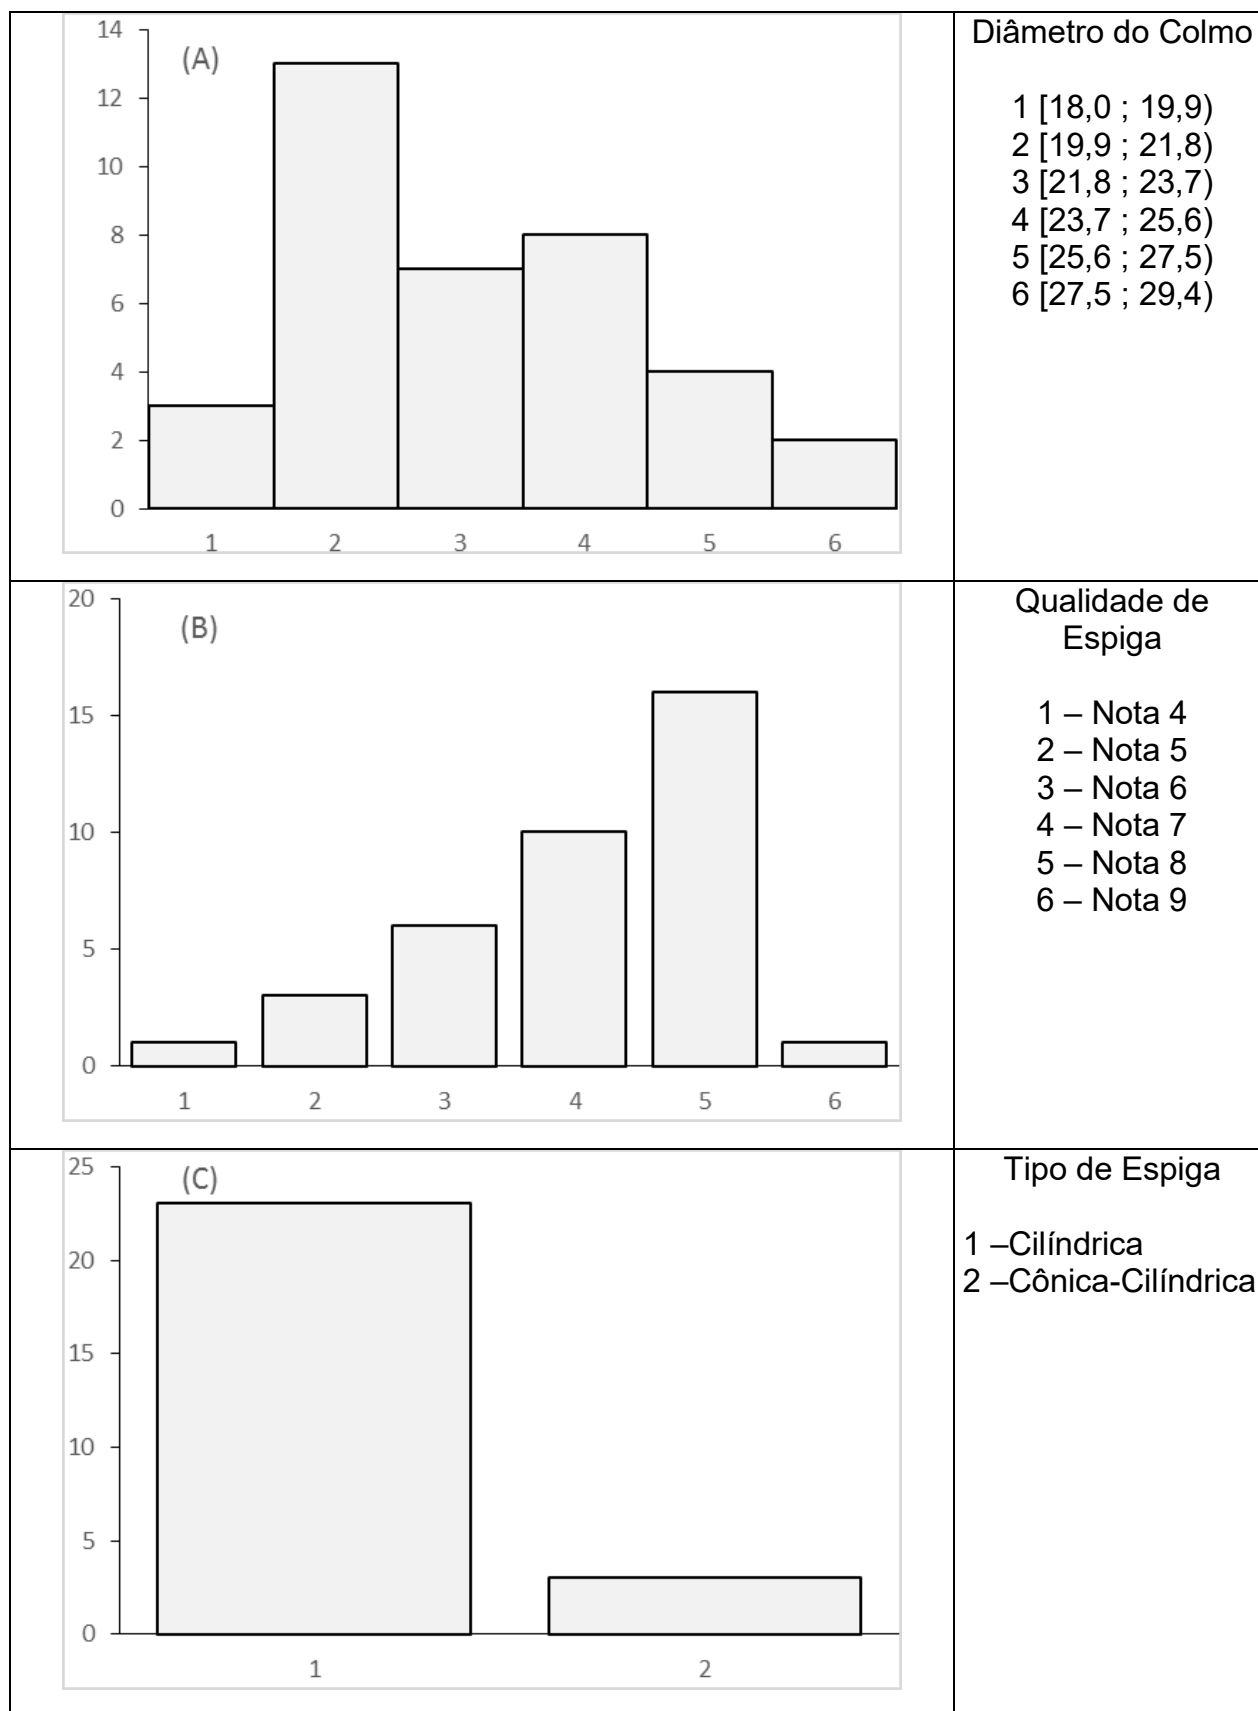 14
(A)
12
10
8
6
4
2
0
1 2 3 4 5 6
Diâmetro do Colmo
1 [18,0 ; 19,9)
2 [19,9 ; 21,8)
3 [21,8 ; 23,7)
4 [23,7 ; 25,6)
5 [25,6 ; 27,5)
6 [27,5 ; 29,4)
20
(B)
15
10
5
0
1 2 3 4 5 6
Qualidade de
Espiga
1 – Nota 4
2 – Nota 5
3 – Nota 6
4 – Nota 7
5 – Nota 8
6 – Nota 9
25
(C)
20
15
10
5
0
1 2
Tipo de Espiga
1 –Cilíndrica
2 –Cônica-Cilíndrica